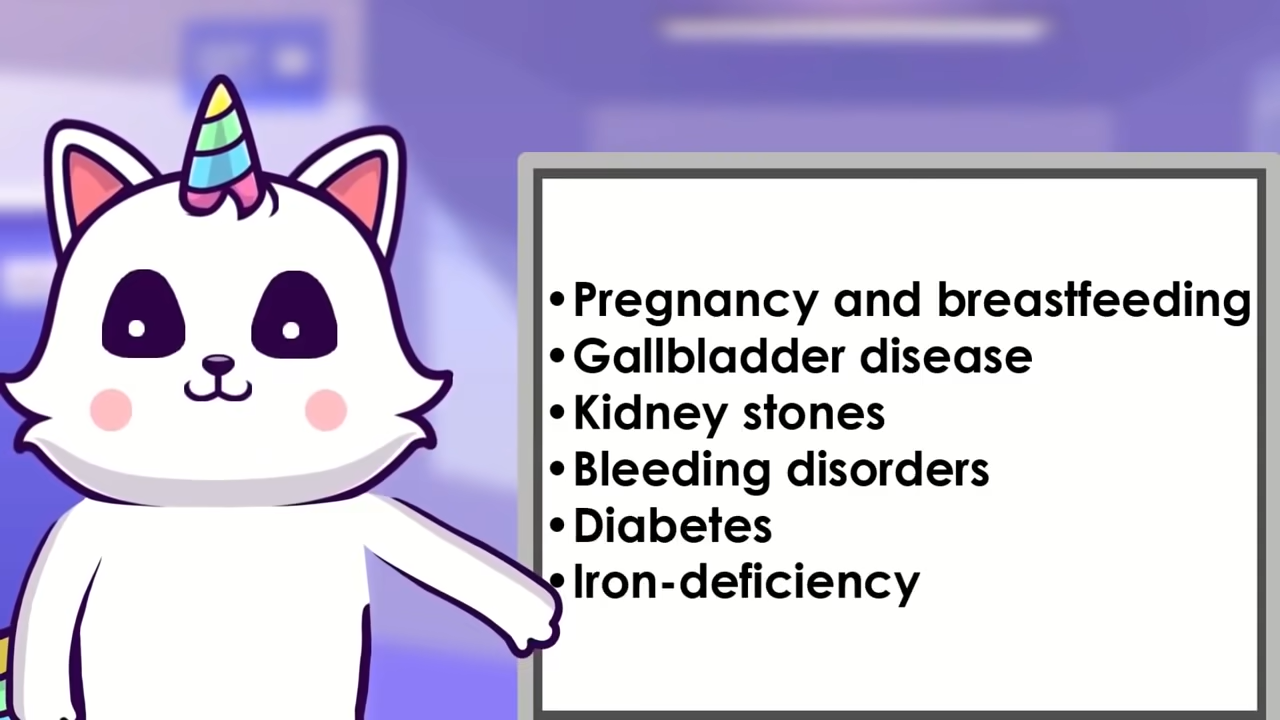 •Pregnancy and breastfeeding
•Gallbladder disease
•Kidney stones
•Bleeding disorders
•Diabetes
•Iron-deficiency